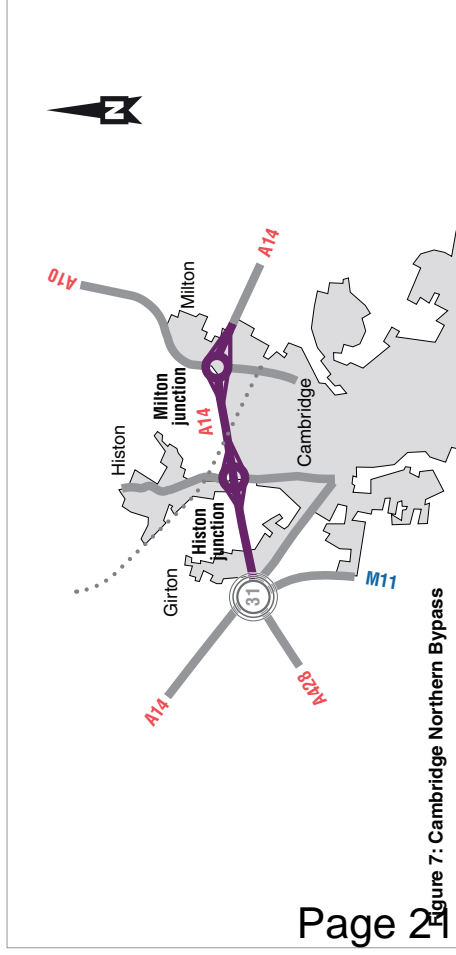 N
A10
Milton
A14
Milton
junction
A14
Histon
Cambridge
Histon
junction
Girton
31
M11
A14
A428
Figure 7: Cambridge Northern Bypass
Page 21